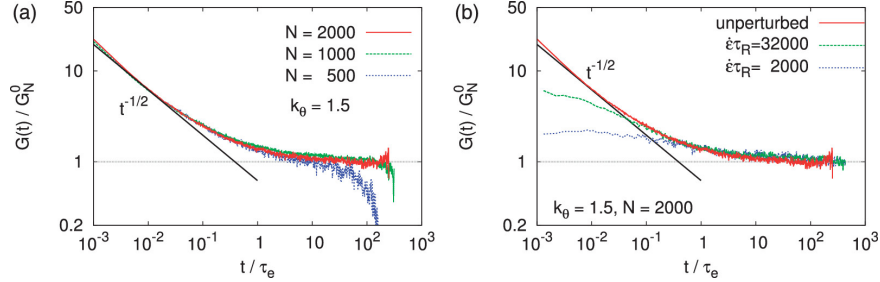 (a)
50
10
1
0.2
G(t) / G_N^0
t^{-1/2}
N = 2000
N = 1000
N = 500
k_θ = 1.5
10^{-3} 10^{-2} 10^{-1} 1 10 10^2 10^3
t / τ_e
(b)
50
10
1
0.2
G(t) / G_N^0
t^{-1/2}
unperturbed
ε̇τ_R=32000
ε̇τ_R= 2000
k_θ = 1.5, N = 2000
10^{-3} 10^{-2} 10^{-1} 1 10 10^2 10^3
t / τ_e